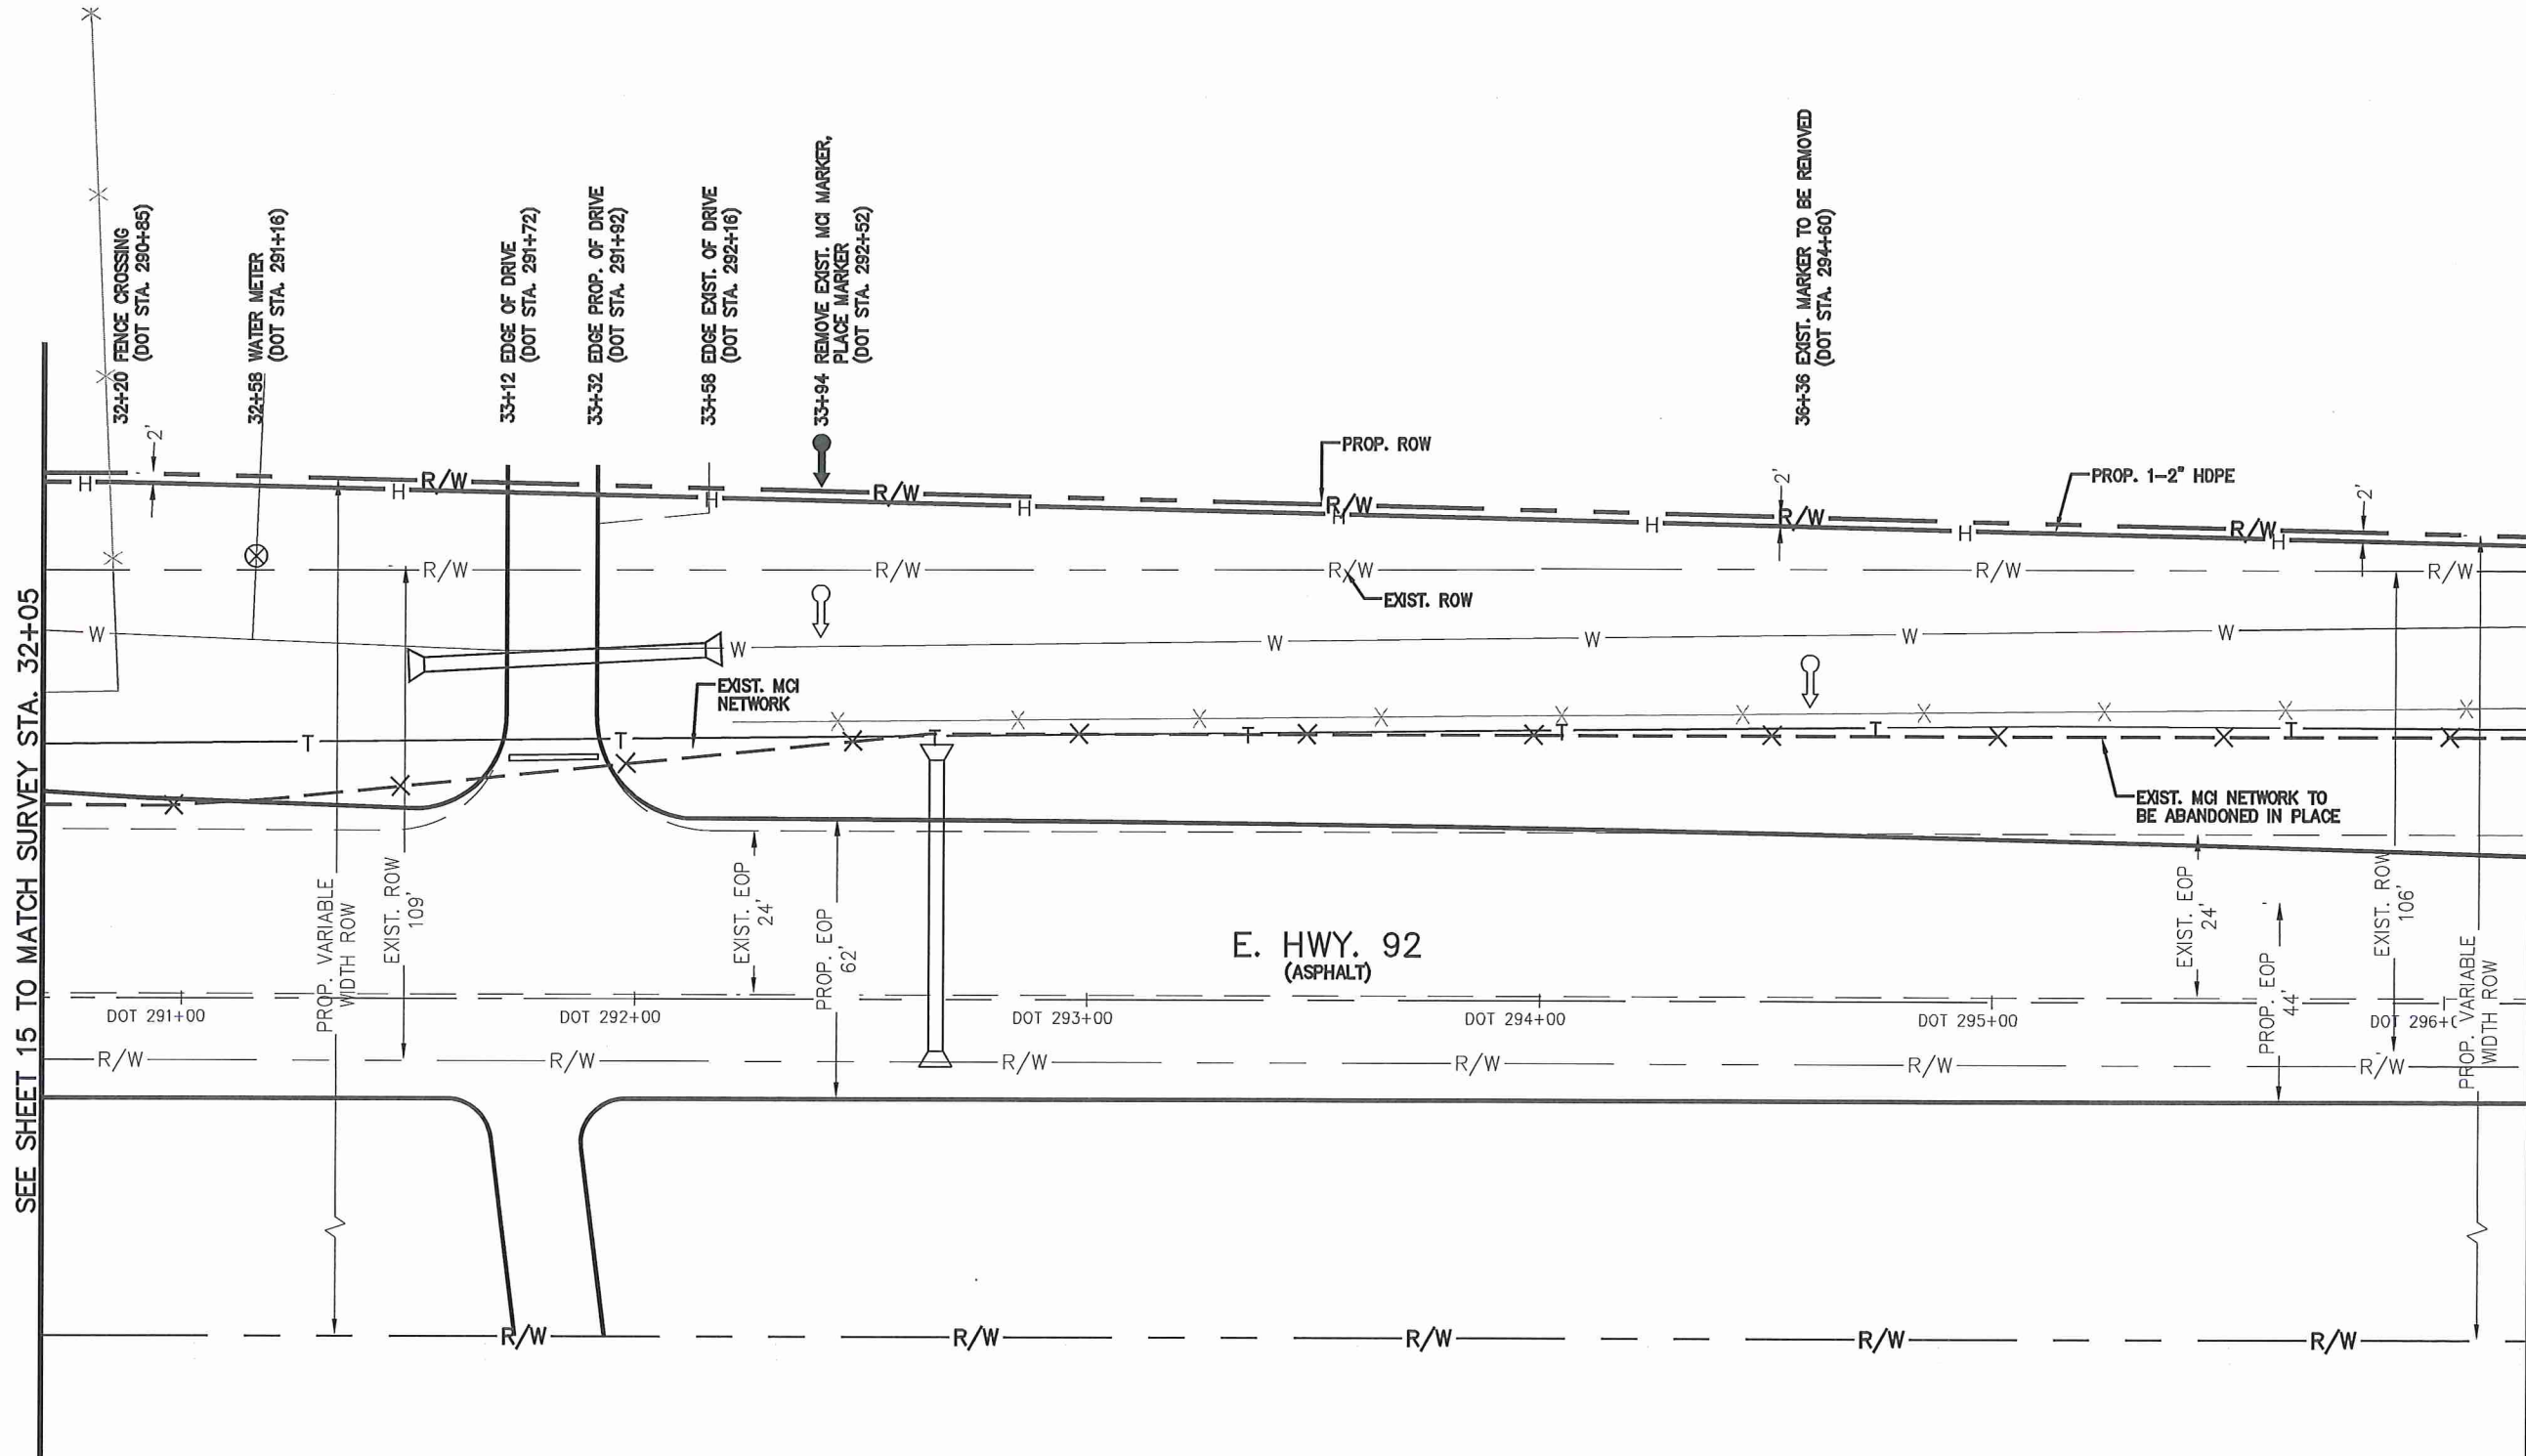 32+20 FENCE CROSSING
(DOT STA. 290+85)
32+58 WATER METER
(DOT STA. 291+16)
33+12 EDGE OF DRIVE
(DOT STA. 291+72)
33+32 EDGE PROP. OF DRIVE
(DOT STA. 291+92)
33+58 EDGE EXIST. OF DRIVE
(DOT STA. 292+16)
33+94 REMOVE EXIST. MCI MARKER,
PLACE MARKER
(DOT STA. 292+52)
36+36 EXIST. MARKER TO BE REMOVED
(DOT STA. 294+60)
2'
2'
2'
PROP. ROW
PROP. 1-2" HDPE
H
R/W
H
H
R/W
H
R/W
H
H
R/W
H
R/W
H
R/W
R/W
R/W
R/W
R/W
EXIST. ROW
W
W
W
W
W
W
EXIST. MCI
NETWORK
T
T
T
T
T
T
T
EXIST. MCI NETWORK TO
BE ABANDONED IN PLACE
SEE SHEET 15 TO MATCH SURVEY STA. 32+05
PROP. VARIABLE
WIDTH ROW
EXIST. ROW
109'
EXIST. EOP
24'
PROP. EOP
62'
E. HWY. 92
(ASPHALT)
EXIST. EOP
24'
PROP. EOP
44'
EXIST. ROW
106'
PROP. VARIABLE
WIDTH ROW
DOT 291+00
DOT 292+00
DOT 293+00
DOT 294+00
DOT 295+00
DOT 296+0
R/W
R/W
R/W
R/W
R/W
R/W
R/W
R/W
R/W
R/W
R/W